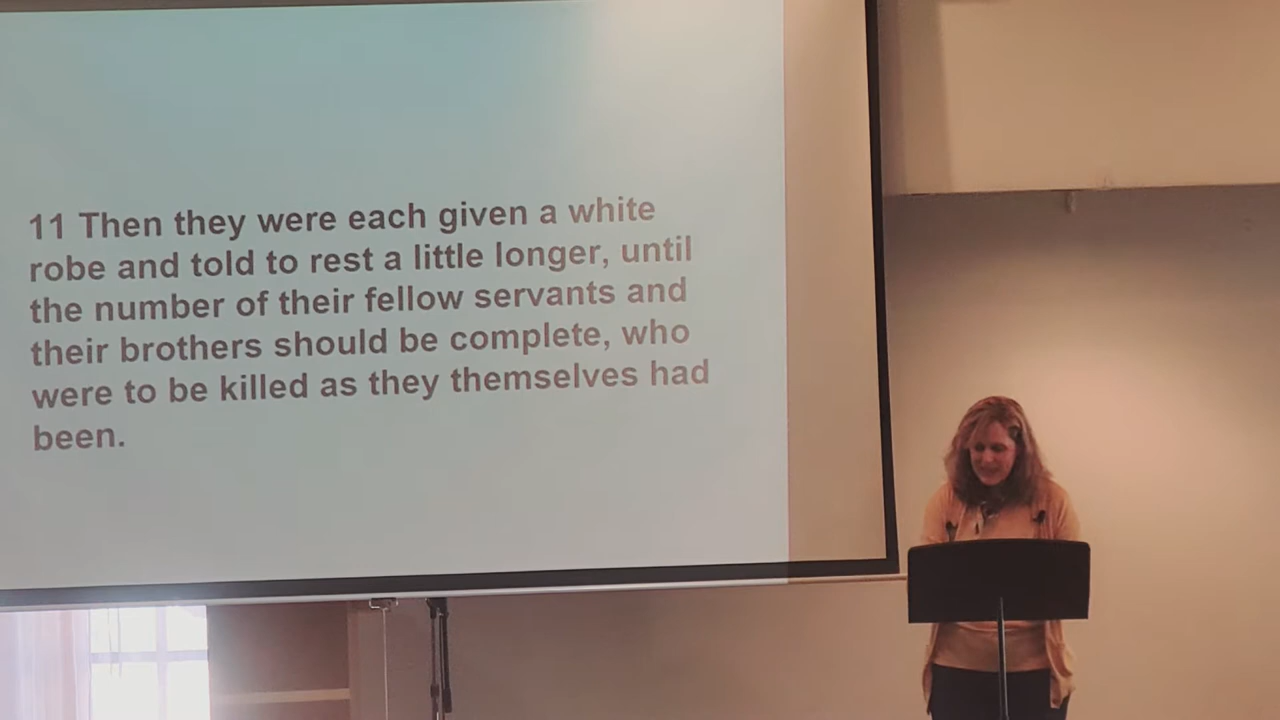 11 Then they were each given a white
robe and told to rest a little longer, until
the number of their fellow servants and
their brothers should be complete, who
were to be killed as they themselves had
been.